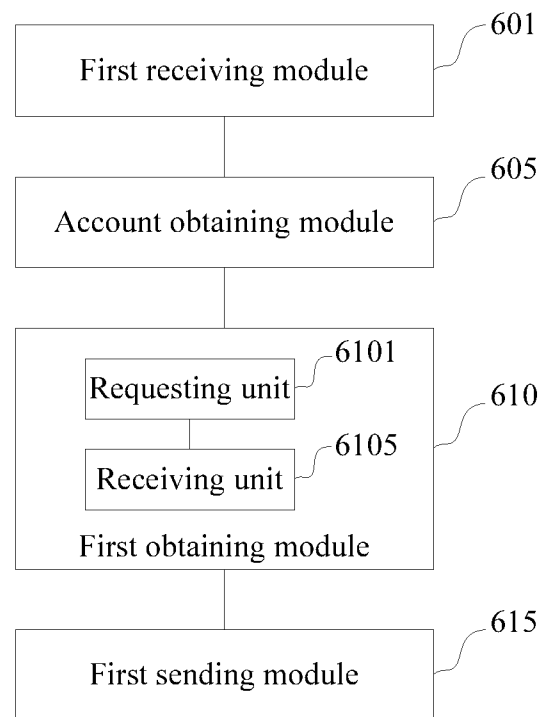 601
First receiving module
605
Account obtaining module
6101
Requesting unit
610
6105
Receiving unit
First obtaining module
615
First sending module